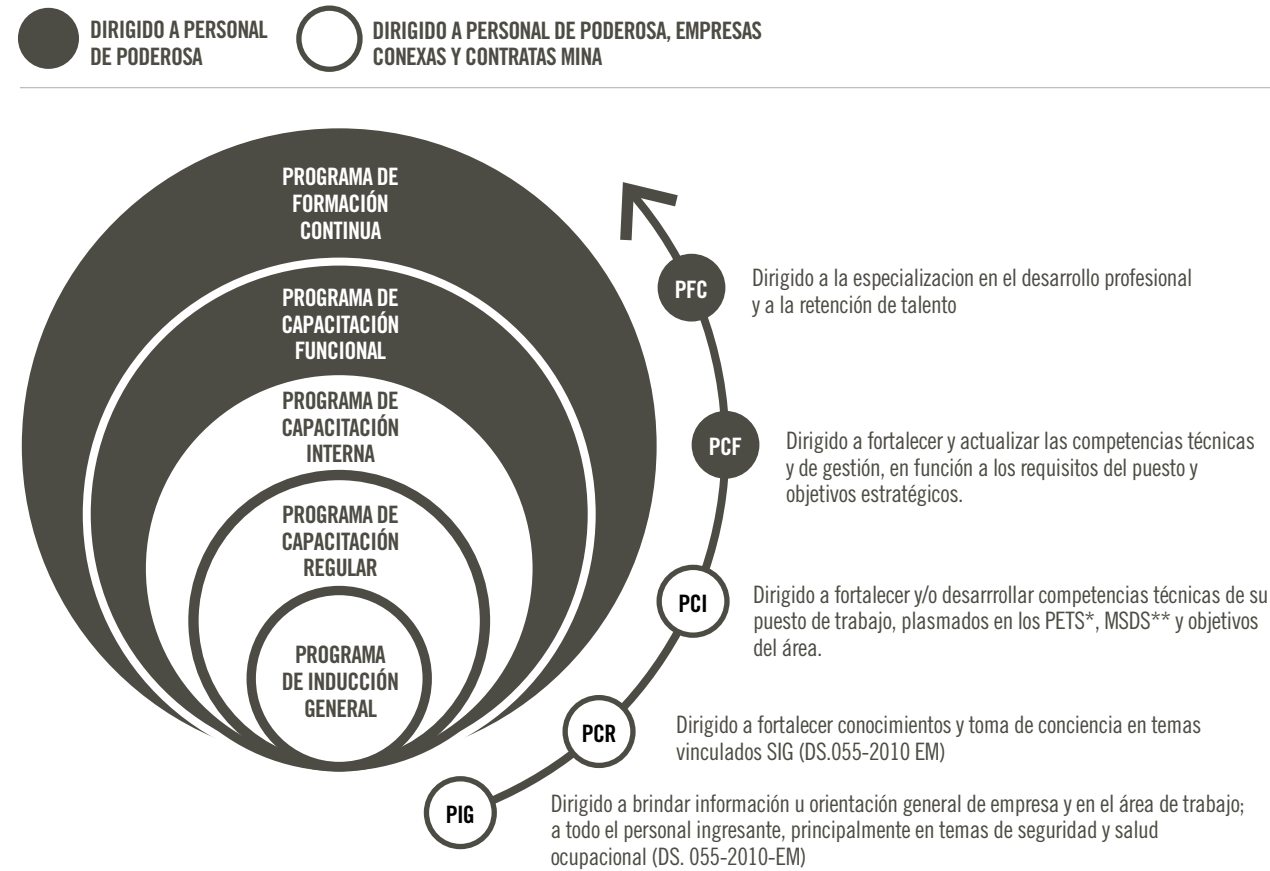 DIRIGIDO A PERSONAL
DE PODEROSA
DIRIGIDO A PERSONAL DE PODEROSA, EMPRESAS
CONEXAS Y CONTRATAS MINA
PROGRAMA DE
FORMACIÓN
CONTINUA
PROGRAMA DE
CAPACITACIÓN
FUNCIONAL
PROGRAMA DE
CAPACITACIÓN
INTERNA
PROGRAMA DE
CAPACITACIÓN
REGULAR
PROGRAMA
DE INDUCCIÓN
GENERAL
PFC
Dirigido a la especializacion en el desarrollo profesional
y a la retención de talento
PCF
Dirigido a fortalecer y actualizar las competencias técnicas
y de gestión, en función a los requisitos del puesto y
objetivos estratégicos.
PCI
Dirigido a fortalecer y/o desarrrollar competencias técnicas de su
puesto de trabajo, plasmados en los PETS*, MSDS** y objetivos
del área.
PCR
Dirigido a fortalecer conocimientos y toma de conciencia en temas
vinculados SIG (DS.055-2010 EM)
PIG
Dirigido a brindar información u orientación general de empresa y en el área de trabajo;
a todo el personal ingresante, principalmente en temas de seguridad y salud
ocupacional (DS. 055-2010-EM)